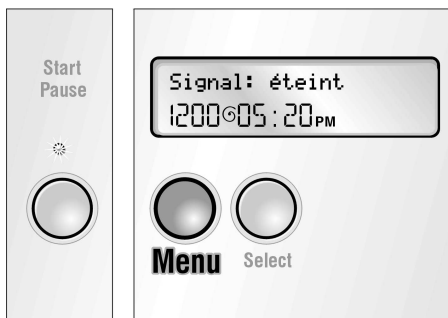 Start
Pause
Signal: éteint
1200 05:20PM
Menu
Select